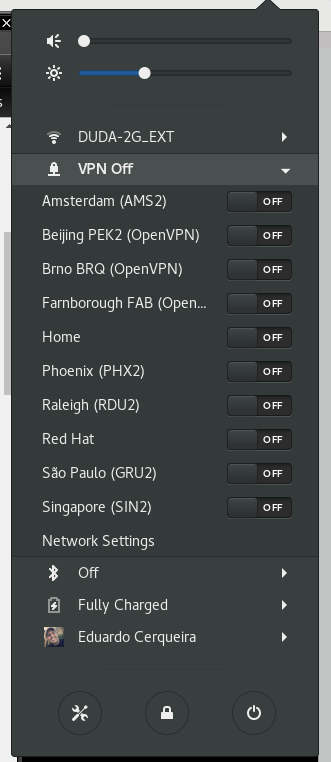 DUDA-2G_EXT
VPN Off
Amsterdam (AMS2) OFF
Beijing PEK2 (OpenVPN) OFF
Brno BRQ (OpenVPN) OFF
Farnborough FAB (Open... OFF
Home OFF
Phoenix (PHX2) OFF
Raleigh (RDU2) OFF
Red Hat OFF
São Paulo (GRU2) OFF
Singapore (SIN2) OFF
Network Settings
Off
Fully Charged
Eduardo Cerqueira